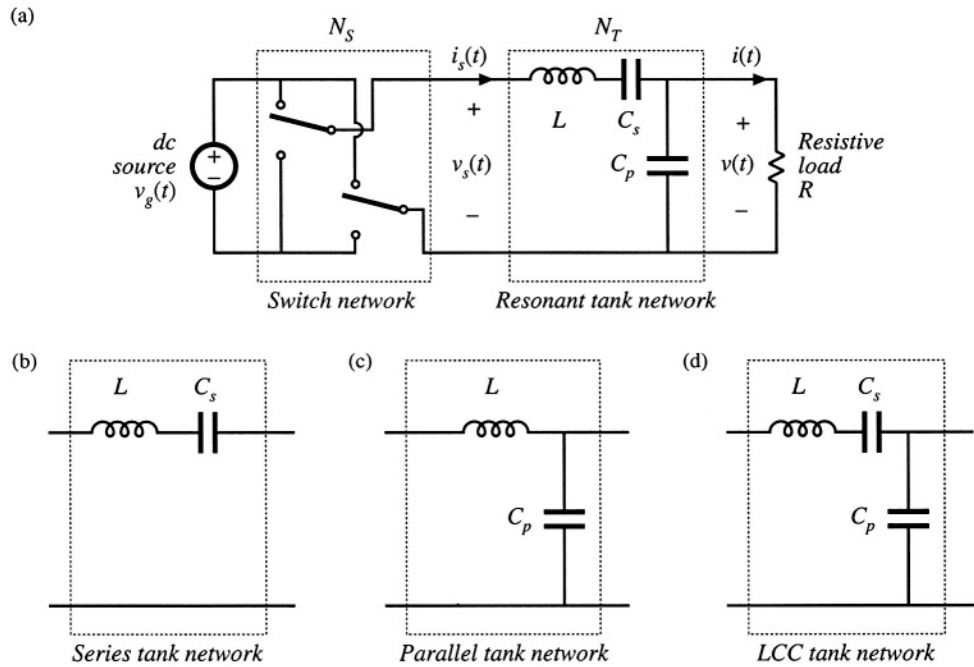 (a)
N_S
N_T
i_s(t)
i(t)
+
+
L
C_s
dc
source
v_g(t)
+
–
v_s(t)
C_p
v(t)
Resistive
load
R
–
–
Switch network
Resonant tank network
(b)
L
C_s
Series tank network
(c)
L
C_p
Parallel tank network
(d)
L
C_s
C_p
LCC tank network